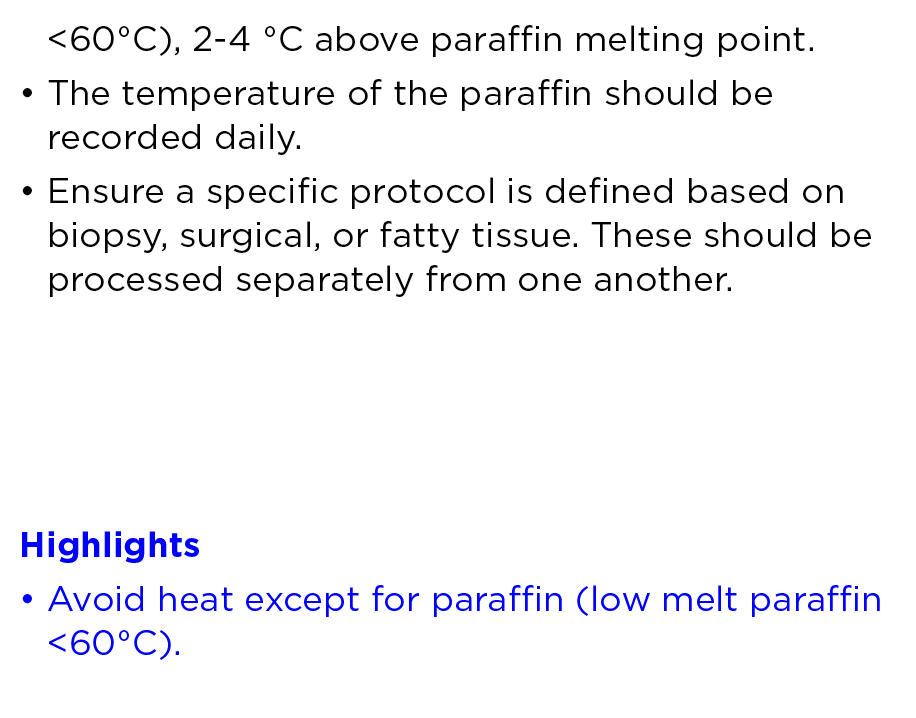 <60°C), 2-4 °C above paraffin melting point.
• The temperature of the paraffin should be
recorded daily.
• Ensure a specific protocol is defined based on
biopsy, surgical, or fatty tissue. These should be
processed separately from one another.
Highlights
• Avoid heat except for paraffin (low melt paraffin
<60°C).